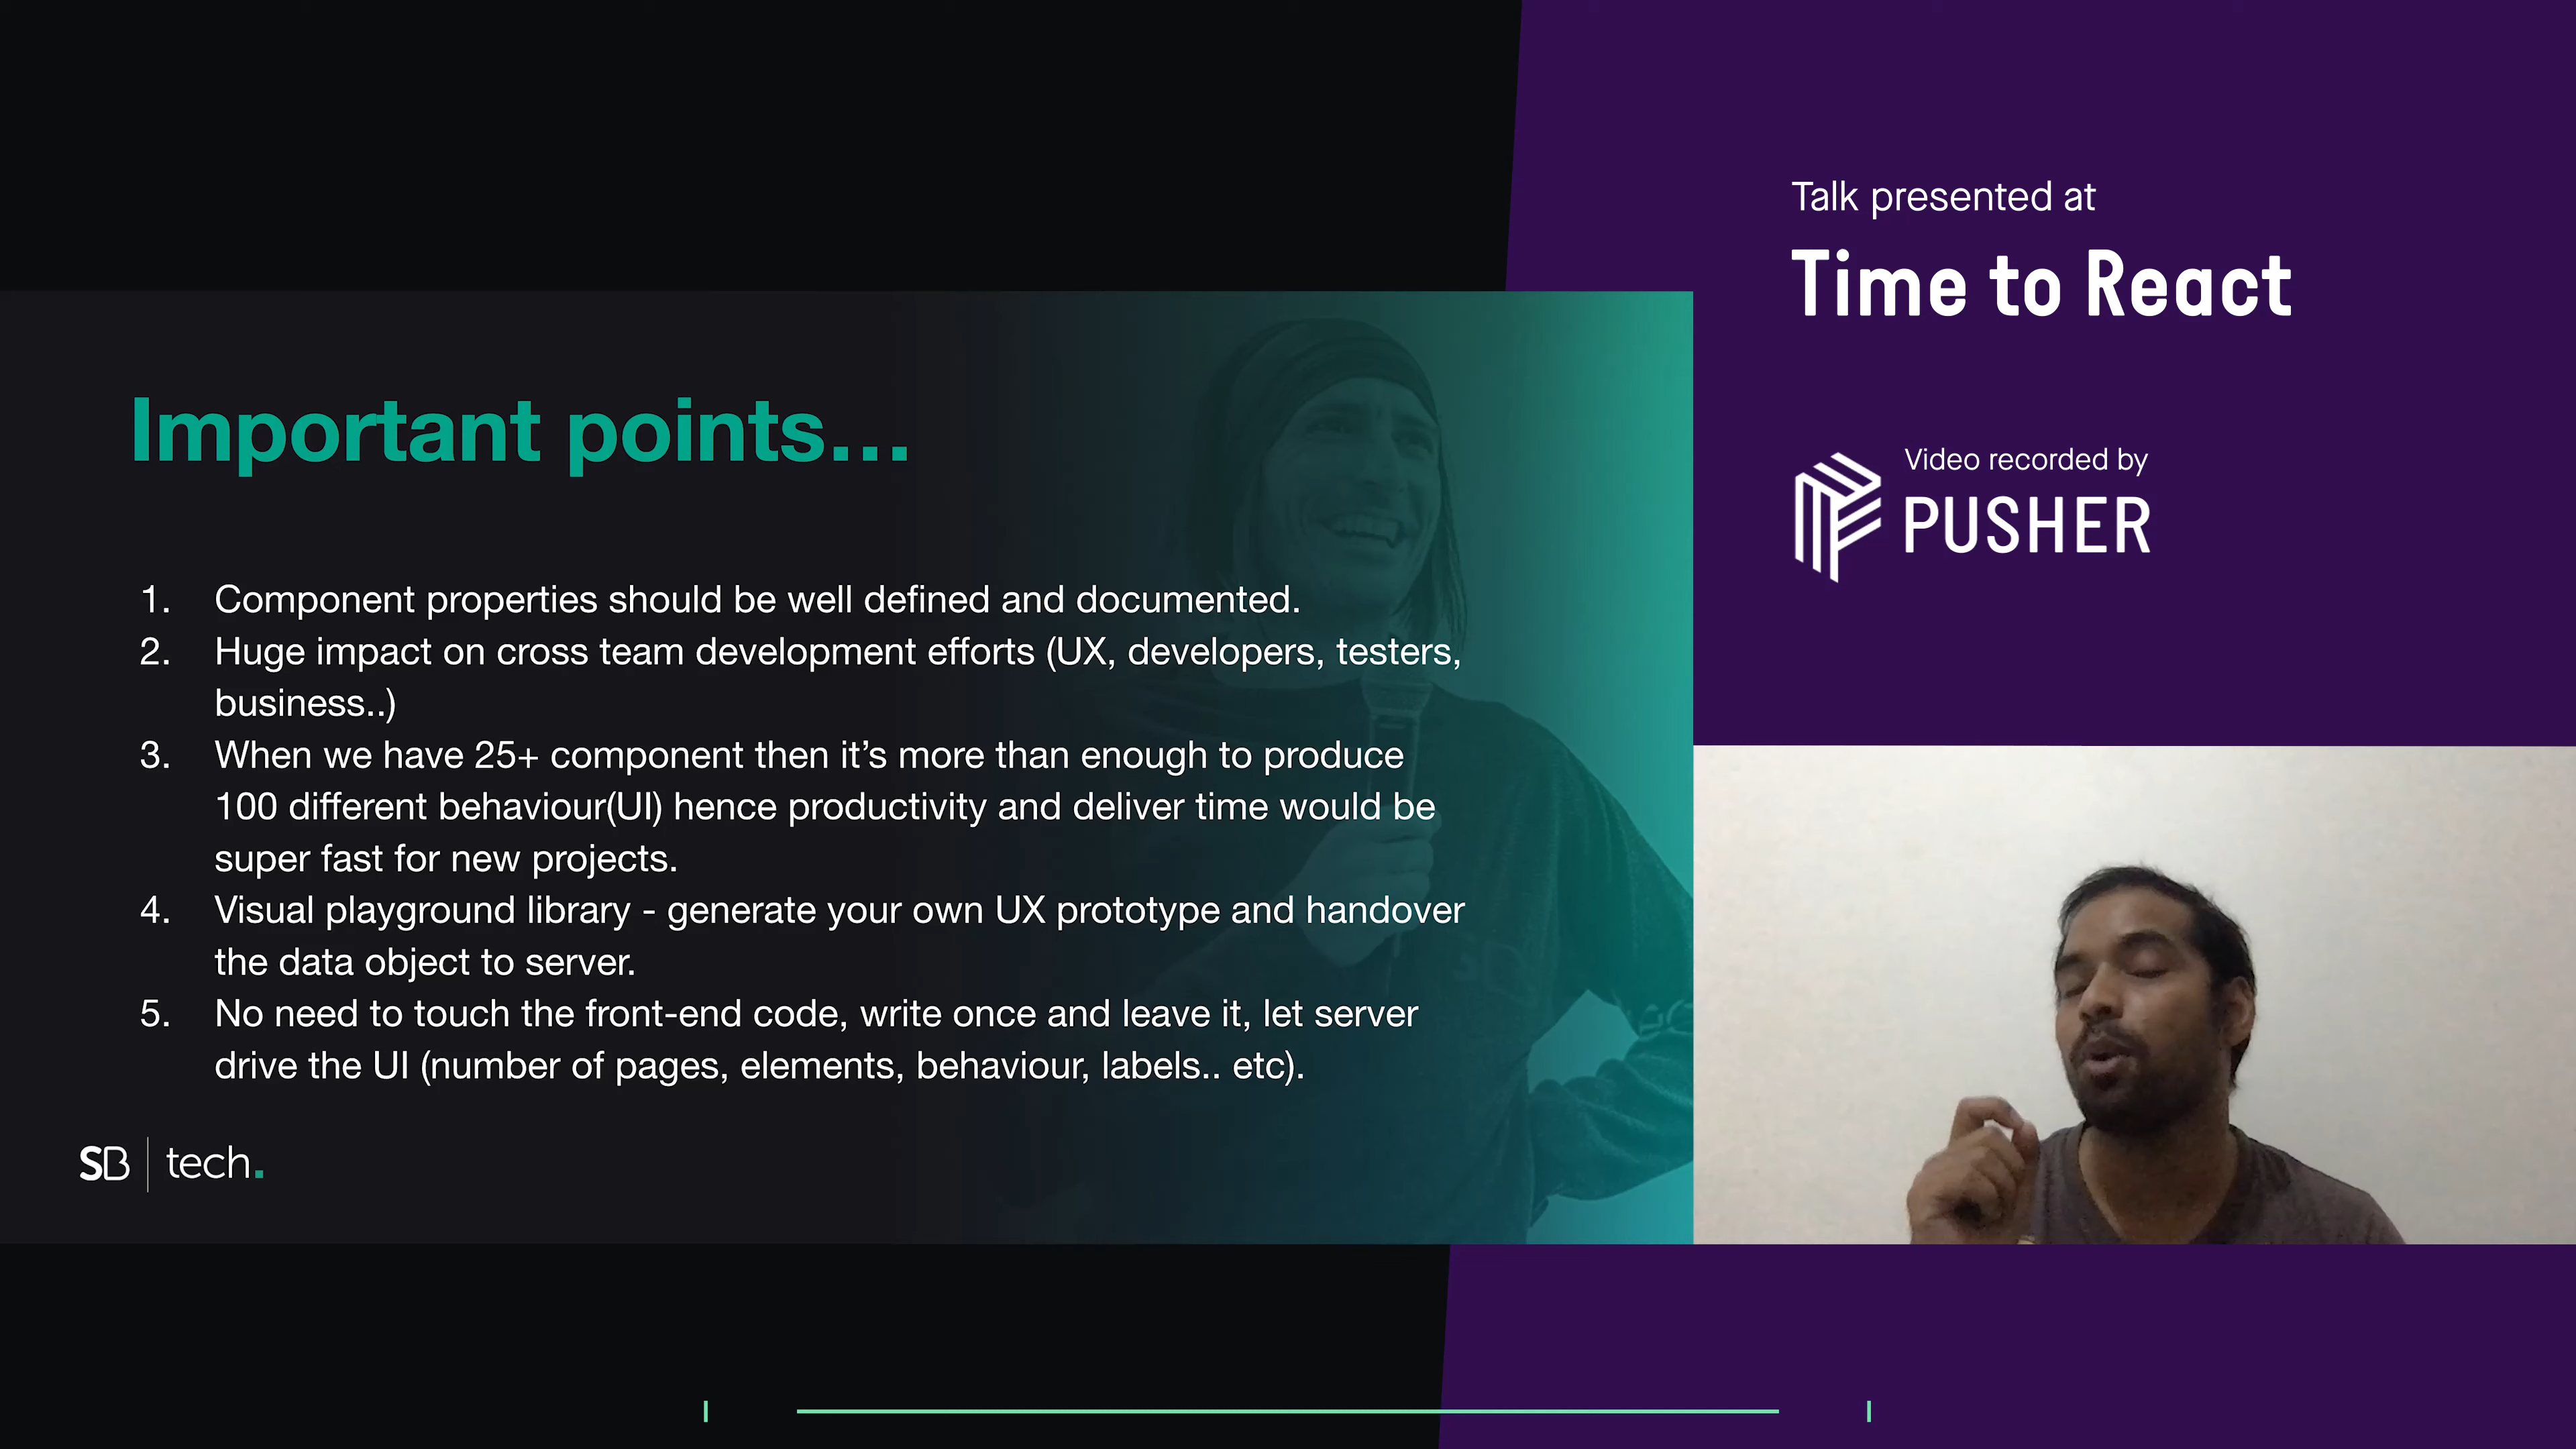 Talk presented at
Time to React
Video recorded by
PUSHER
Important points...
1. Component properties should be well defined and documented.
2. Huge impact on cross team development efforts (UX, developers, testers,
business..)
3. When we have 25+ component then it’s more than enough to produce
100 different behaviour(UI) hence productivity and deliver time would be
super fast for new projects.
4. Visual playground library - generate your own UX prototype and handover
the data object to server.
5. No need to touch the front-end code, write once and leave it, let server
drive the UI (number of pages, elements, behaviour, labels.. etc).
SB | tech.